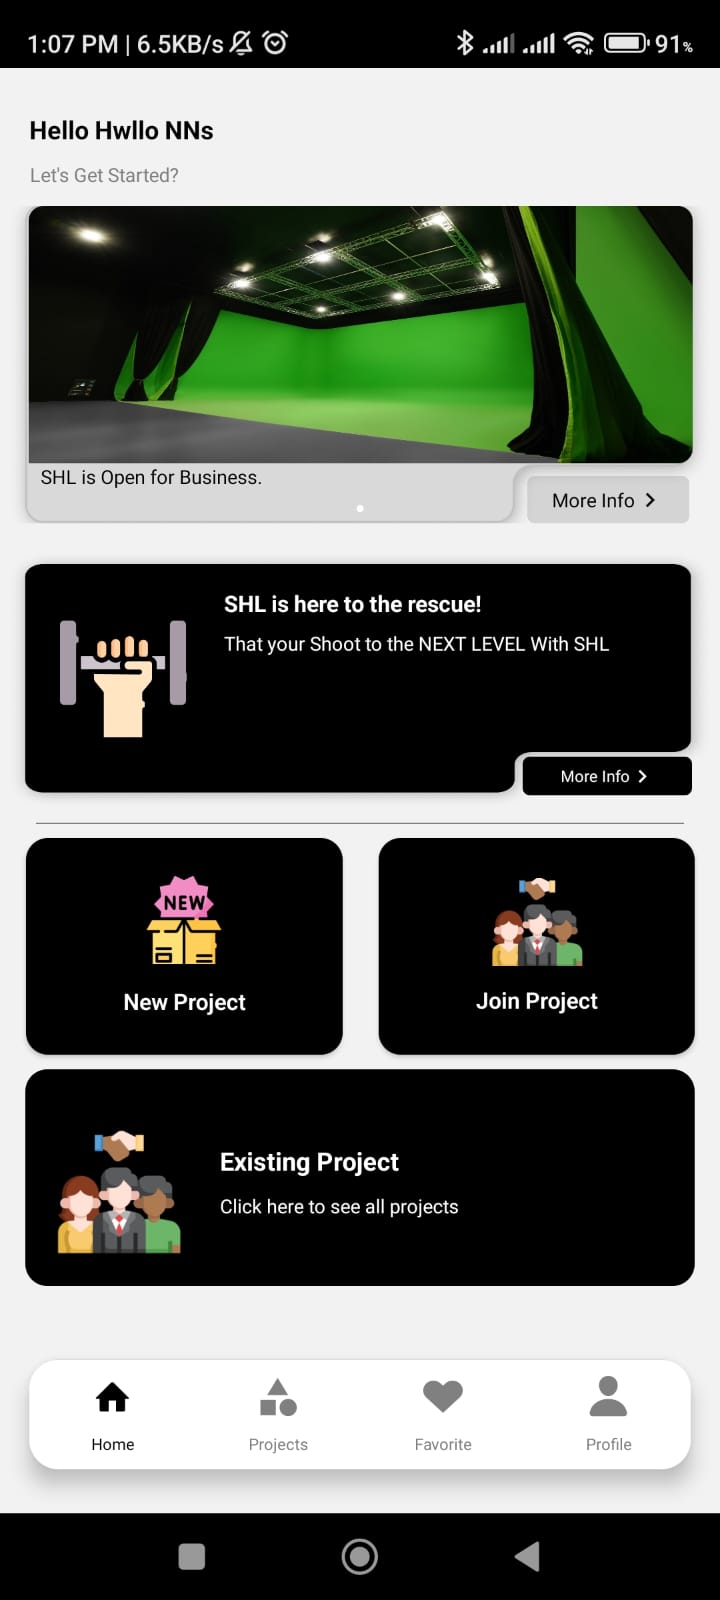 1:07 PM | 6.5KB/s 91%
Hello Hwllo NNs
Let's Get Started?
SHL is Open for Business.
More Info
SHL is here to the rescue!
That your Shoot to the NEXT LEVEL With SHL
More Info
NEW
New Project
Join Project
Existing Project
Click here to see all projects
Home Projects Favorite Profile